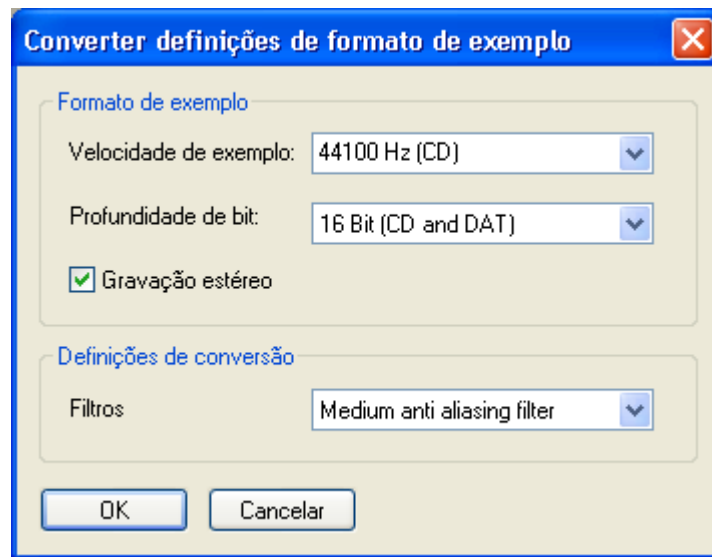 Converter definições de formato de exemplo
Formato de exemplo
Velocidade de exemplo: 44100 Hz (CD)
Profundidade de bit: 16 Bit (CD and DAT)
Gravação estéreo
Definições de conversão
Filtros Medium anti aliasing filter
OK Cancelar